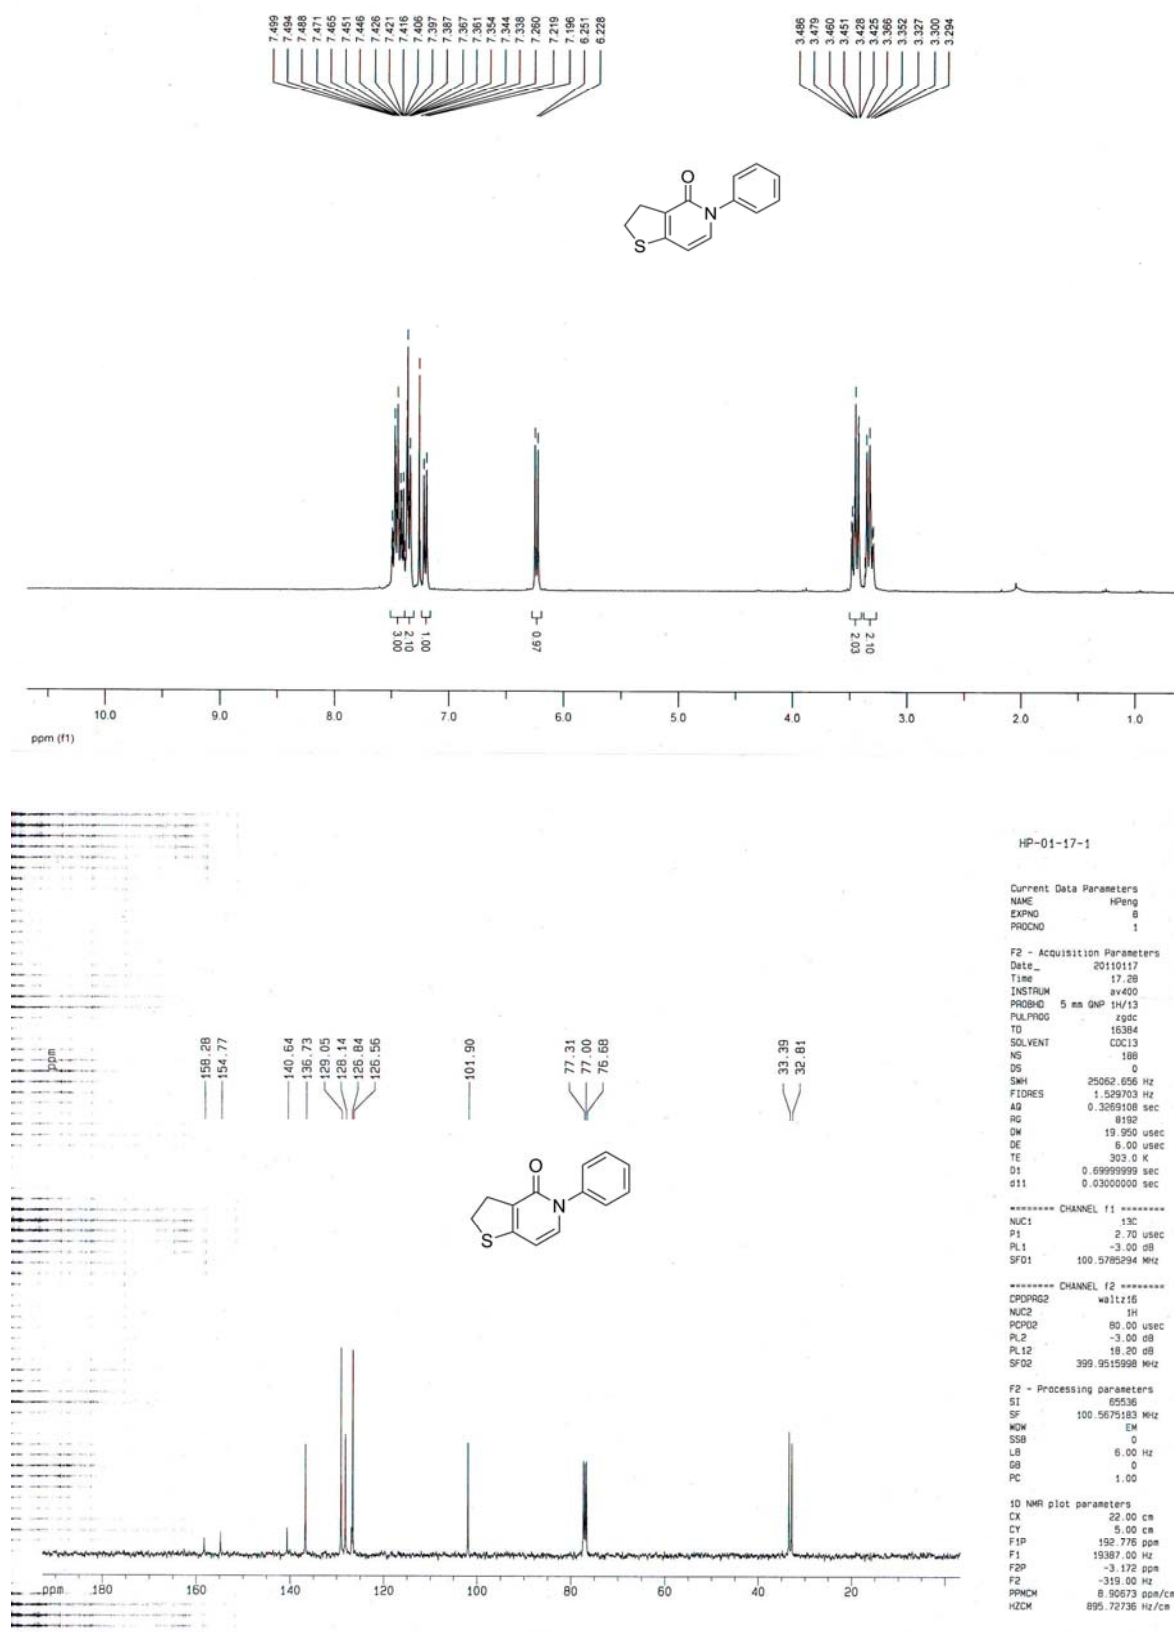 7.499
7.494
7.488
7.471
7.465
7.451
7.446
7.426
7.421
7.416
7.406
7.397
7.387
7.367
7.361
7.354
7.344
7.338
7.260
7.219
7.196
6.251
6.228
3.486
3.479
3.460
3.451
3.428
3.425
3.366
3.352
3.327
3.300
3.294
O
N
S
3.00
2.10
1.00
0.97
2.03
2.10
10.0 9.0 8.0 7.0 6.0 5.0 4.0 3.0 2.0 1.0
ppm (f1)
ppm
158.28
154.77
140.64
136.73
129.05
128.14
126.84
126.56
101.90
77.31
77.00
76.68
33.39
32.81
O
N
S
ppm 180 160 140 120 100 80 60 40 20
HP-01-17-1
Current Data Parameters
NAME HPeng
EXPNO 8
PROCNO 1
F2 - Acquisition Parameters
Date_ 20110117
Time 17.28
INSTRUM av400
PROBHD 5 mm QNP 1H/13
PULPROG zgdc
TD 16384
SOLVENT CDCl3
NS 188
DS 0
SWH 25062.656 Hz
FIDRES 1.529703 Hz
AQ 0.3269108 sec
RG 8192
DW 19.950 usec
DE 6.00 usec
TE 303.0 K
D1 0.69999999 sec
d11 0.03000000 sec
======== CHANNEL f1 ========
NUC1 13C
P1 2.70 usec
PL1 -3.00 dB
SFO1 100.5785294 MHz
======== CHANNEL f2 ========
CPDPRG2 waltz16
NUC2 1H
PCPD2 80.00 usec
PL2 -3.00 dB
PL12 18.20 dB
SFO2 399.9515998 MHz
F2 - Processing parameters
SI 65536
SF 100.5675183 MHz
WDW EM
SSB 0
LB 6.00 Hz
GB 0
PC 1.00
1D NMR plot parameters
CX 22.00 cm
CY 5.00 cm
F1P 192.776 ppm
F1 19387.00 Hz
F2P -3.172 ppm
F2 -319.00 Hz
PPMCM 8.90673 ppm/cm
HZCM 895.72736 Hz/cm